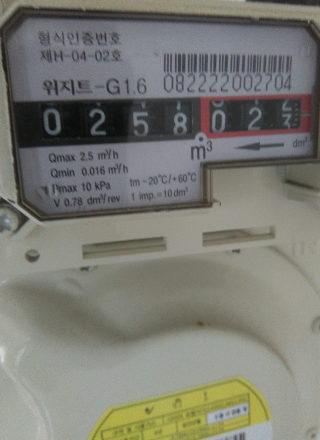 형식인증번호
제H-04-02호
위지트-G1.6
082222002704
0 2 5 8 8 0 2
m³
dm³
Qmax 2.5 m³/h
Qmin 0.016 m³/h
Pmax 10 kPa
V 0.78 dm³/rev
tm -20°C/+60°C
1 imp.=10dm³